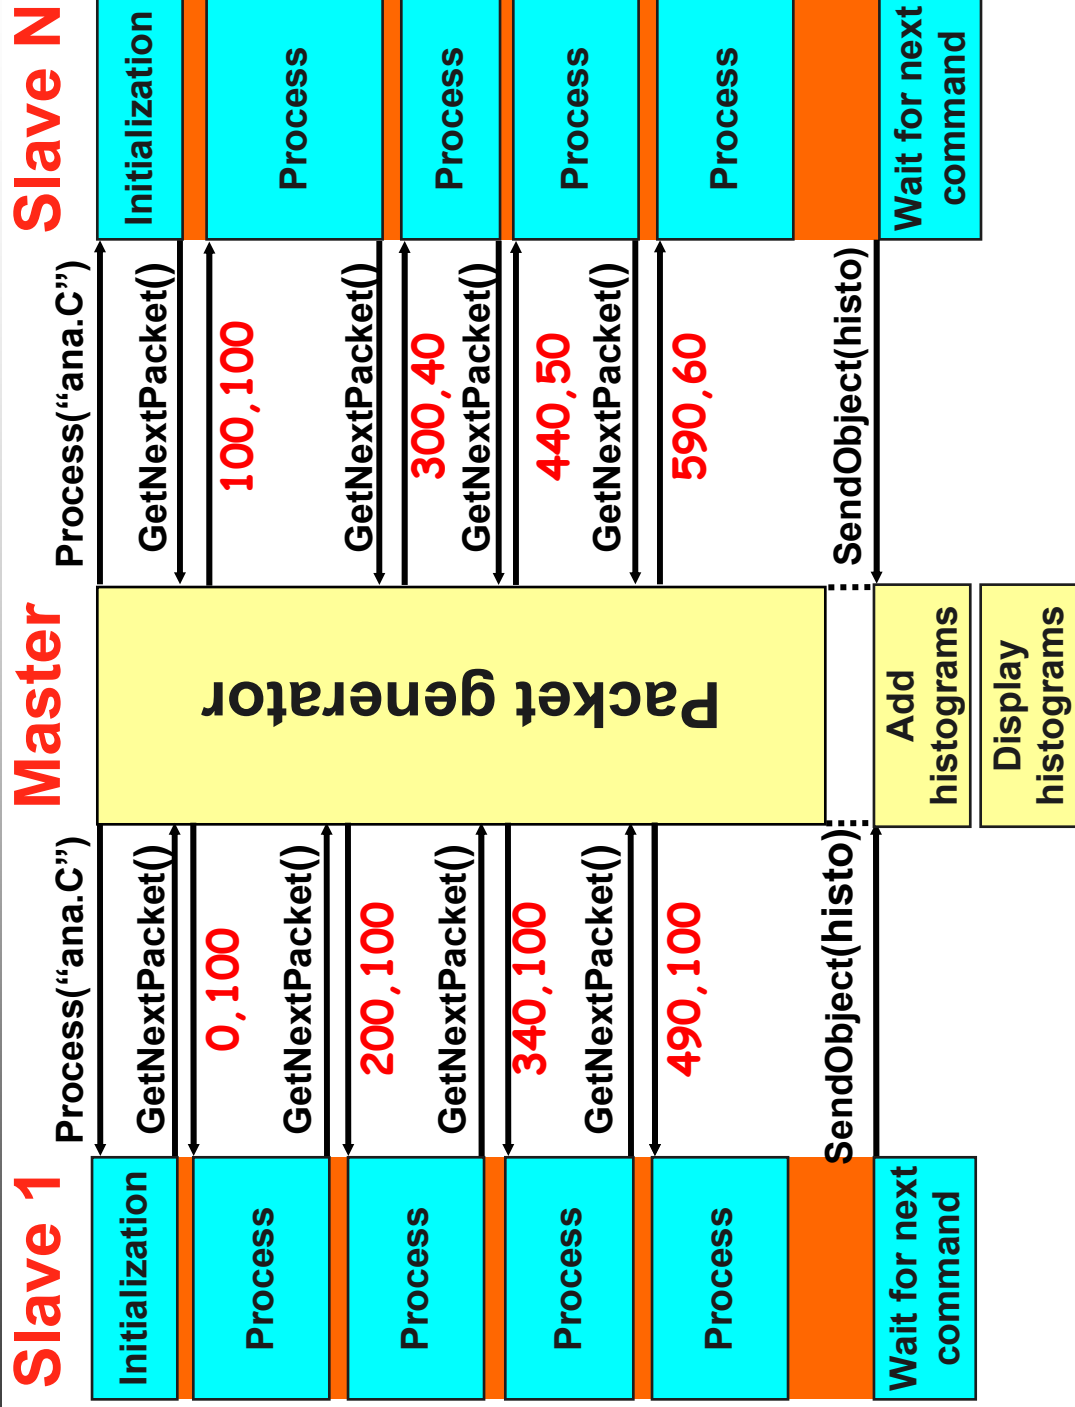 Slave 1
Master
Slave N
Process(“ana.C”)
Process(“ana.C”)
Initialization
Packet generator
Initialization
GetNextPacket()
GetNextPacket()
0,100
100,100
Process
Process
GetNextPacket()
GetNextPacket()
200,100
300,40
Process
Process
GetNextPacket()
GetNextPacket()
340,100
440,50
Process
Process
GetNextPacket()
GetNextPacket()
490,100
590,60
Process
Process
SendObject(histo)
SendObject(histo)
Wait for next
command
Add
histograms
Wait for next
command
Display
histograms